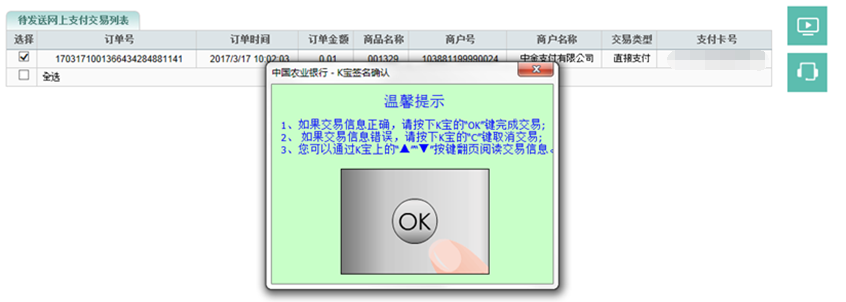 待发送网上支付交易列表
选择 订单号 订单时间 订单金额 商品名称 商户号 商户名称 交易类型 支付卡号
1703171001366434284881141 2017/3/17 10:02:03 0.01 001329 103881199990024 中金支付有限公司 直接支付
全选
中国农业银行 - K宝签名确认
温馨提示
1、如果交易信息正确，请按下K宝的"OK"键完成交易;
2、 如果交易信息错误，请按下K宝的"C"键取消交易;
3、您可以通过K宝上的"▲""▼"按键翻页阅读交易信息。
OK